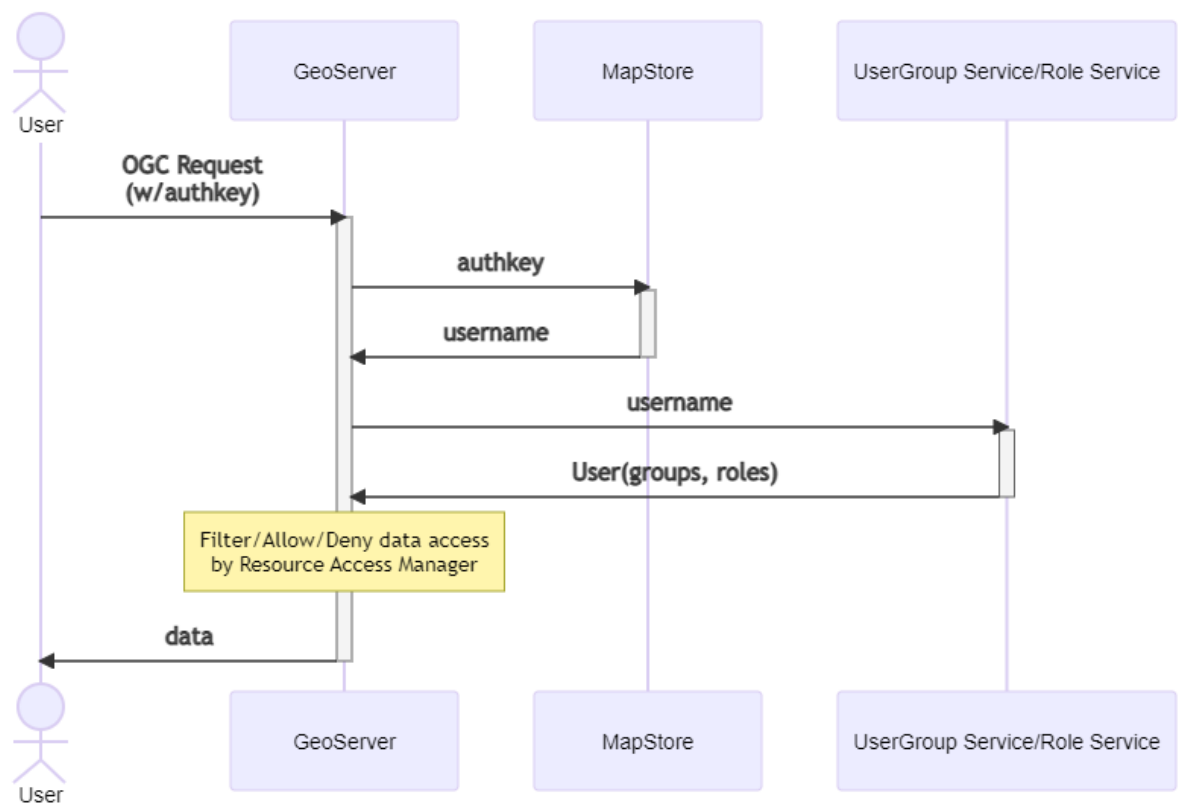 GeoServer
MapStore
UserGroup Service/Role Service
User
OGC Request
(w/authkey)
authkey
username
username
User(groups, roles)
Filter/Allow/Deny data access
by Resource Access Manager
data
GeoServer
MapStore
UserGroup Service/Role Service
User